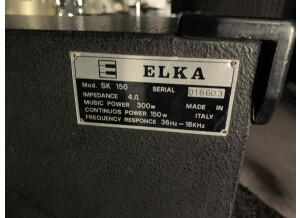 ELKA
Mod. SK 150 SERIAL 016603
IMPEDANCE 4Ω
MUSIC POWER 300w MADE IN
CONTINUOS POWER 150w ITALY
FREQUENCY RESPONCE 36Hz-18KHz